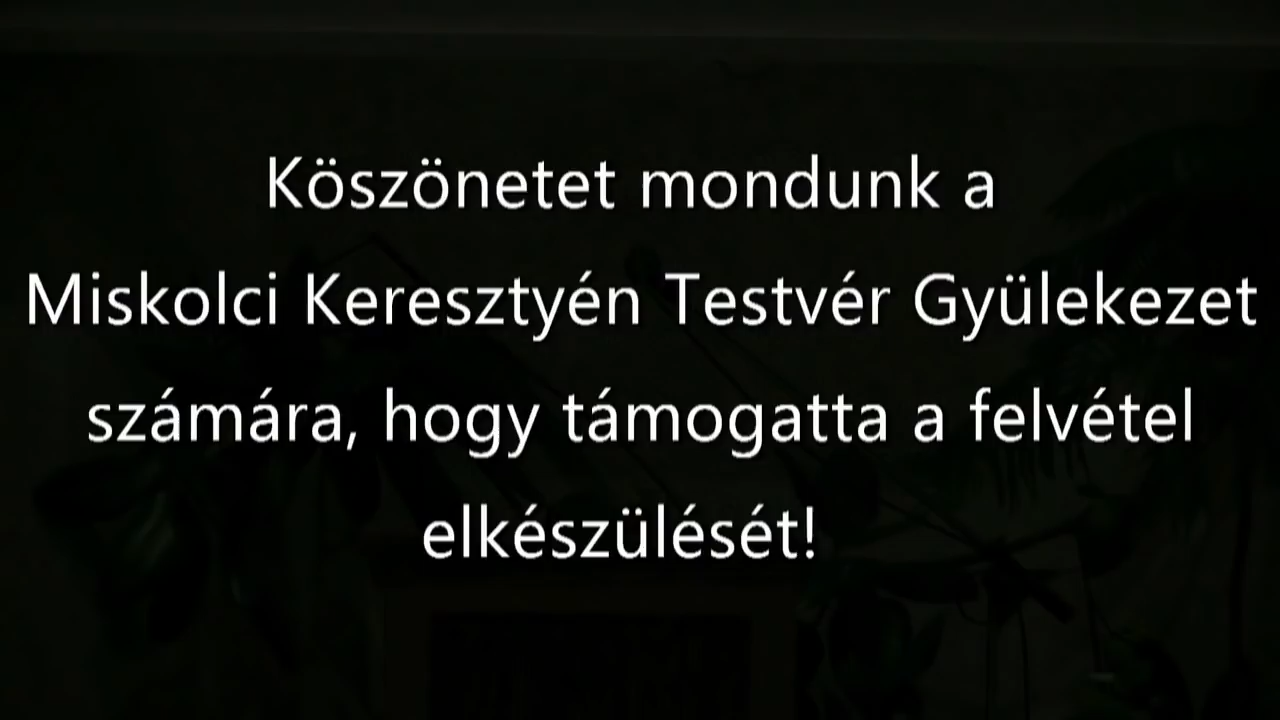 Köszönetet mondunk a
Miskolci Keresztyén Testvér Gyülekezet
számára, hogy támogatta a felvétel
elkészülését!